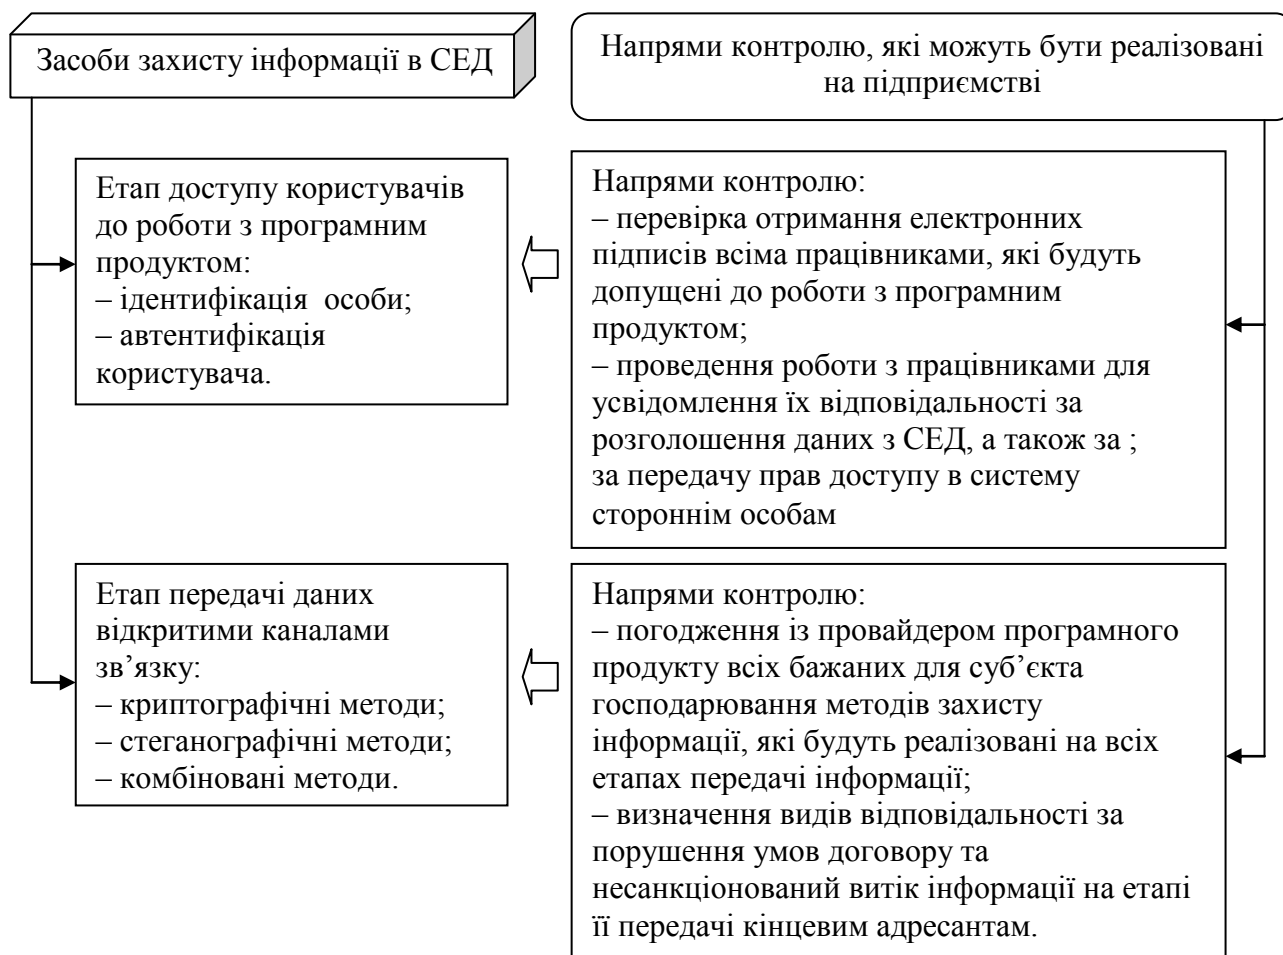 Засоби захисту інформації в СЕД
Напрями контролю, які можуть бути реалізовані
на підприємстві
Етап доступу користувачів
до роботи з програмним
продуктом:
– ідентифікація особи;
– автентифікація
користувача.
Напрями контролю:
– перевірка отримання електронних
підписів всіма працівниками, які будуть
допущені до роботи з програмним
продуктом;
– проведення роботи з працівниками для
усвідомлення їх відповідальності за
розголошення даних з СЕД, а також за ;
за передачу прав доступу в систему
стороннім особам
Етап передачі даних
відкритими каналами
зв’язку:
– криптографічні методи;
– стеганографічні методи;
– комбіновані методи.
Напрями контролю:
– погодження із провайдером програмного
продукту всіх бажаних для суб’єкта
господарювання методів захисту
інформації, які будуть реалізовані на всіх
етапах передачі інформації;
– визначення видів відповідальності за
порушення умов договору та
несанкціонований витік інформації на етапі
її передачі кінцевим адресантам.